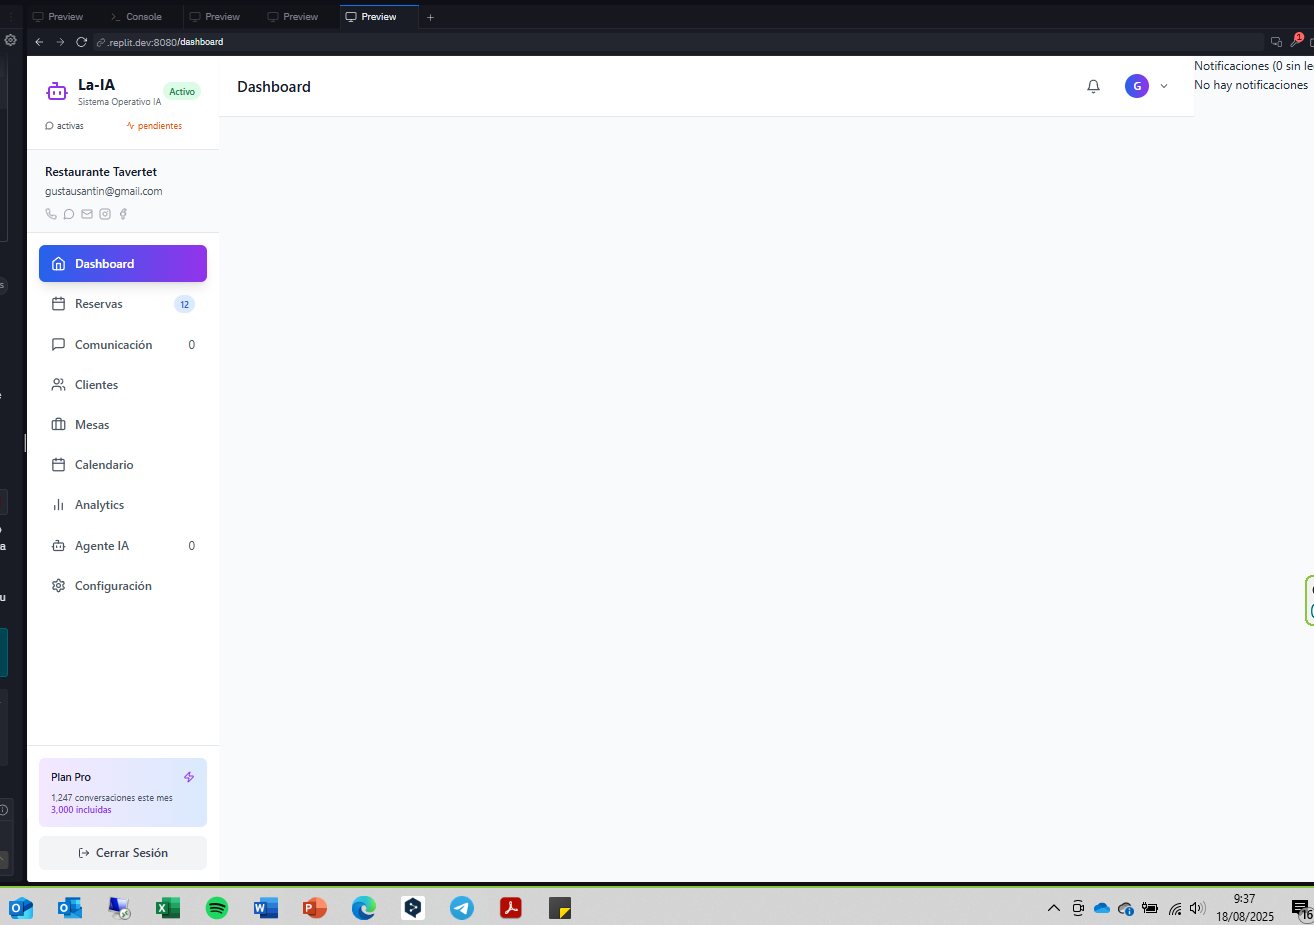 Preview
Console
Preview
Preview
Preview
.replit.dev:8080/dashboard
1
La-IA
Sistema Operativo IA
Activo
activas
pendientes
Dashboard
G
Notificaciones (0 sin le
No hay notificaciones
Restaurante Tavertet
gustausantin@gmail.com
Dashboard
Reservas 12
Comunicación 0
Clientes
Mesas
Calendario
Analytics
Agente IA 0
Configuración
Plan Pro
1,247 conversaciones este mes
3,000 incluidas
Cerrar Sesión
9:37
18/08/2025
16